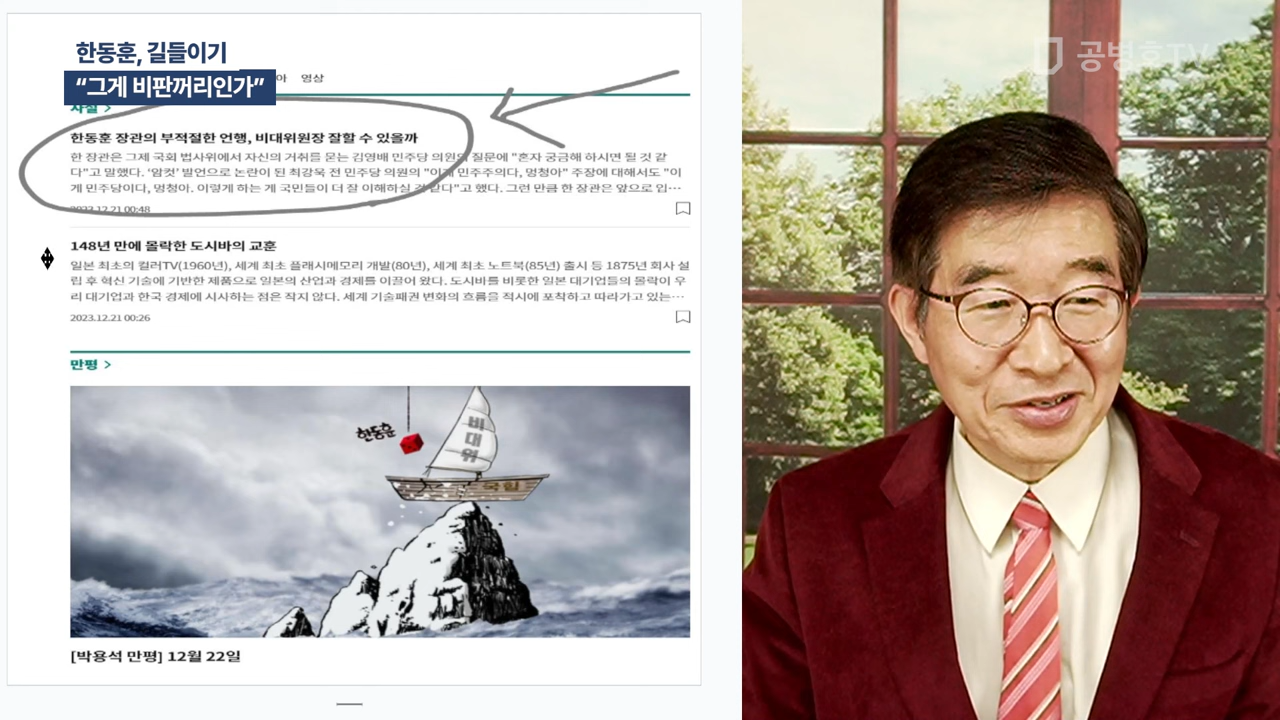 한동훈, 길들이기
“그게 비판꺼리인가”
아 영상
사설 >
한동훈 장관의 부적절한 언행, 비대위원장 잘할 수 있을까
한 장관은 그제 국회 법사위에서 자신의 거취를 묻는 김영배 민주당 의원의 질문에 “혼자 궁금해 하시면 될 것 같
다”고 말했다. ‘암컷’ 발언으로 논란이 된 최강욱 전 민주당 의원의 “이게 민주주의다, 멍청아” 주장에 대해서도 “이
게 민주당이다, 멍청아. 이렇게 하는 게 국민들이 더 잘 이해하실 것 같다”고 했다. 그런 만큼 한 장관은 앞으로 입…
2023.12.21 00:48
148년 만에 몰락한 도시바의 교훈
일본 최초의 컬러TV(1960년), 세계 최초 플래시메모리 개발(80년), 세계 최초 노트북(85년) 출시 등 1875년 회사 설
립 후 혁신 기술에 기반한 제품으로 일본의 산업과 경제를 이끌어 왔다. 도시바를 비롯한 일본 대기업들의 몰락이 우
리 대기업과 한국 경제에 시사하는 점은 작지 않다. 세계 기술패권 변화의 흐름을 적시에 포착하고 따라가고 있는…
2023.12.21 00:26
만평 >
한동훈
비대위
국힘
[박용석 만평] 12월 22일
공병호TV